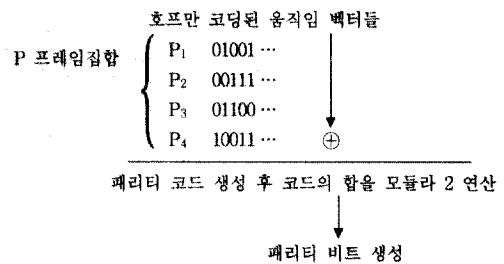 호프만 코딩된 움직임 벡터들
P 프레임집합
P₁ 01001 ⋯
P₂ 00111 ⋯
P₃ 01100 ⋯
P₄ 10011 ⋯ ⊕
패리티 코드 생성 후 코드의 합을 모듈라 2 연산
패리티 비트 생성